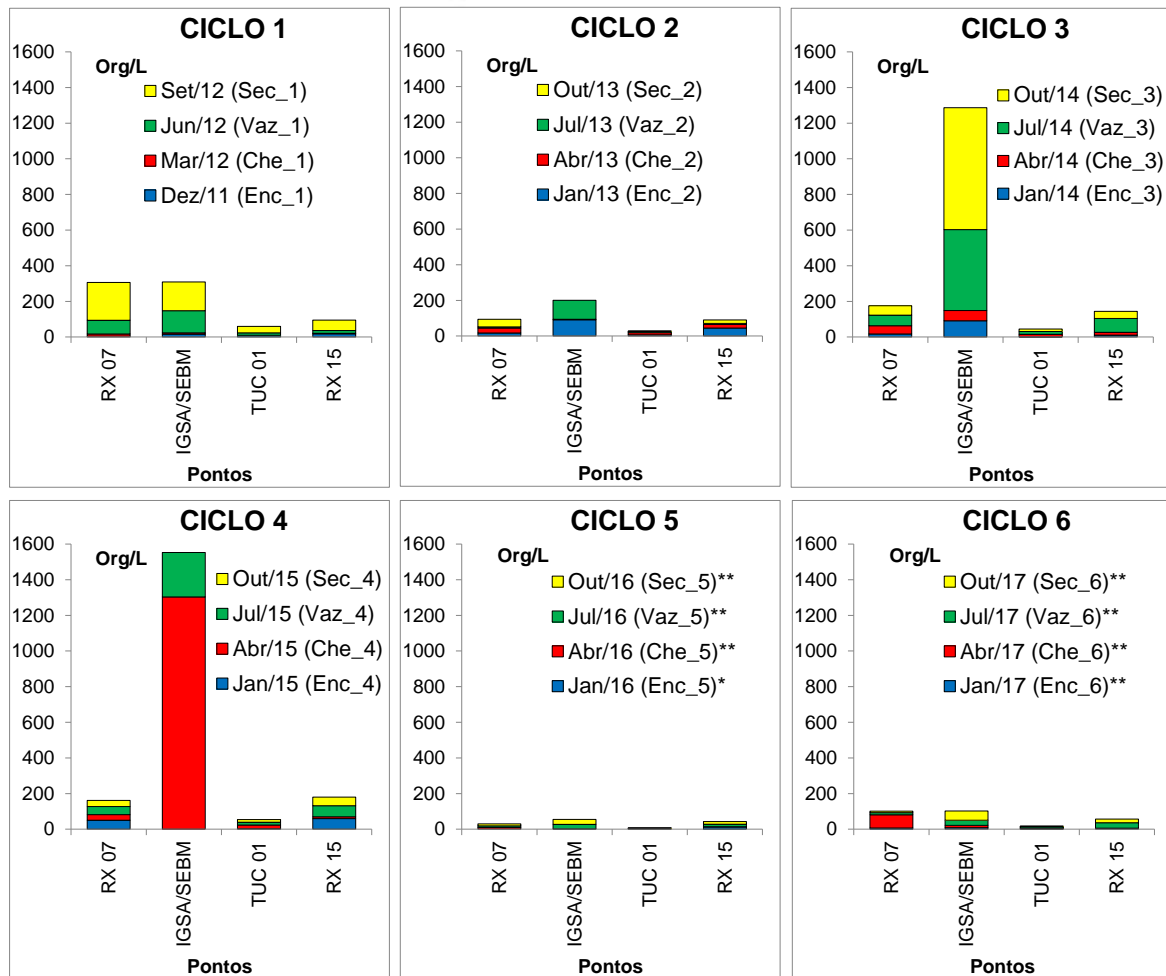 CICLO 1
Org/L
1600
1400
1200
1000
800
600
400
200
0
Set/12 (Sec_1)
Jun/12 (Vaz_1)
Mar/12 (Che_1)
Dez/11 (Enc_1)
RX 07
IGSA/SEBM
TUC 01
RX 15
Pontos
CICLO 2
Org/L
1600
1400
1200
1000
800
600
400
200
0
Out/13 (Sec_2)
Jul/13 (Vaz_2)
Abr/13 (Che_2)
Jan/13 (Enc_2)
RX 07
IGSA/SEBM
TUC 01
RX 15
Pontos
CICLO 3
Org/L
1600
1400
1200
1000
800
600
400
200
0
Out/14 (Sec_3)
Jul/14 (Vaz_3)
Abr/14 (Che_3)
Jan/14 (Enc_3)
RX 07
IGSA/SEBM
TUC 01
RX 15
Pontos
CICLO 4
Org/L
1600
1400
1200
1000
800
600
400
200
0
Out/15 (Sec_4)
Jul/15 (Vaz_4)
Abr/15 (Che_4)
Jan/15 (Enc_4)
RX 07
IGSA/SEBM
TUC 01
RX 15
Pontos
CICLO 5
Org/L
1600
1400
1200
1000
800
600
400
200
0
Out/16 (Sec_5)**
Jul/16 (Vaz_5)**
Abr/16 (Che_5)**
Jan/16 (Enc_5)*
RX 07
IGSA/SEBM
TUC 01
RX 15
Pontos
CICLO 6
Org/L
1600
1400
1200
1000
800
600
400
200
0
Out/17 (Sec_6)**
Jul/17 (Vaz_6)**
Abr/17 (Che_6)**
Jan/17 (Enc_6)**
RX 07
IGSA/SEBM
TUC 01
RX 15
Pontos